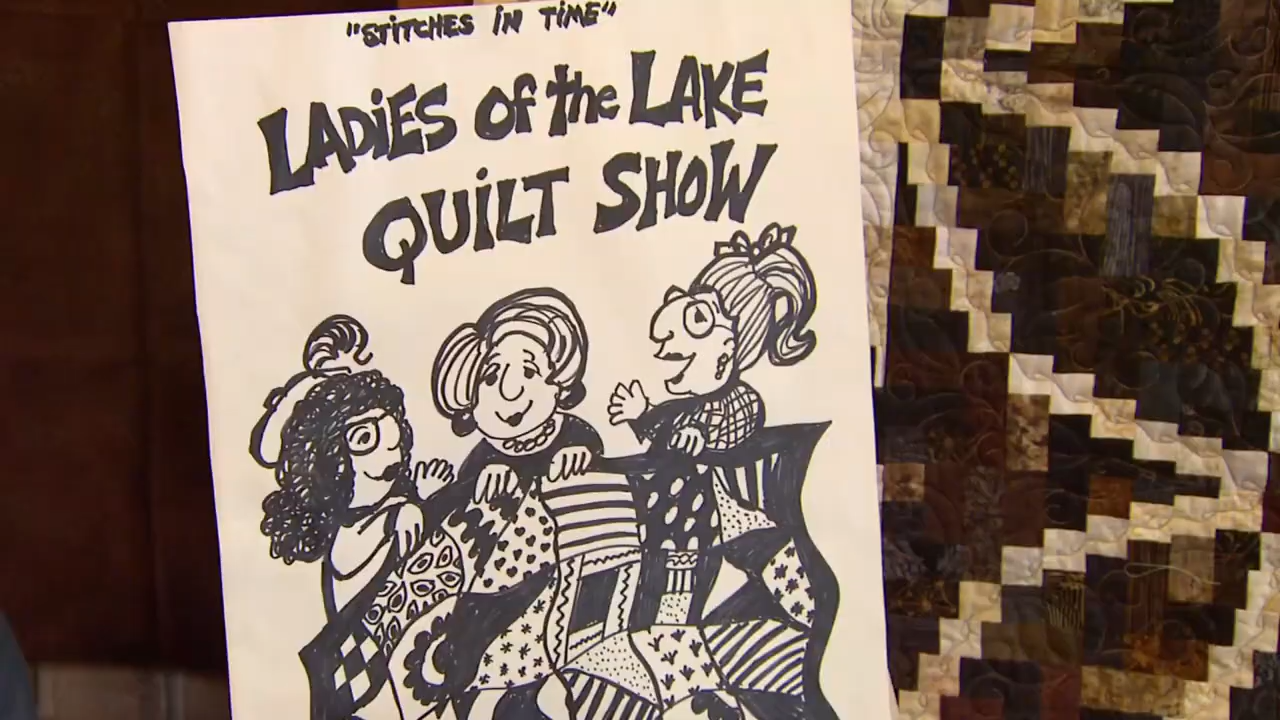 "STITCHES IN TIME"
LADIES of the LAKE
QUILT SHOW